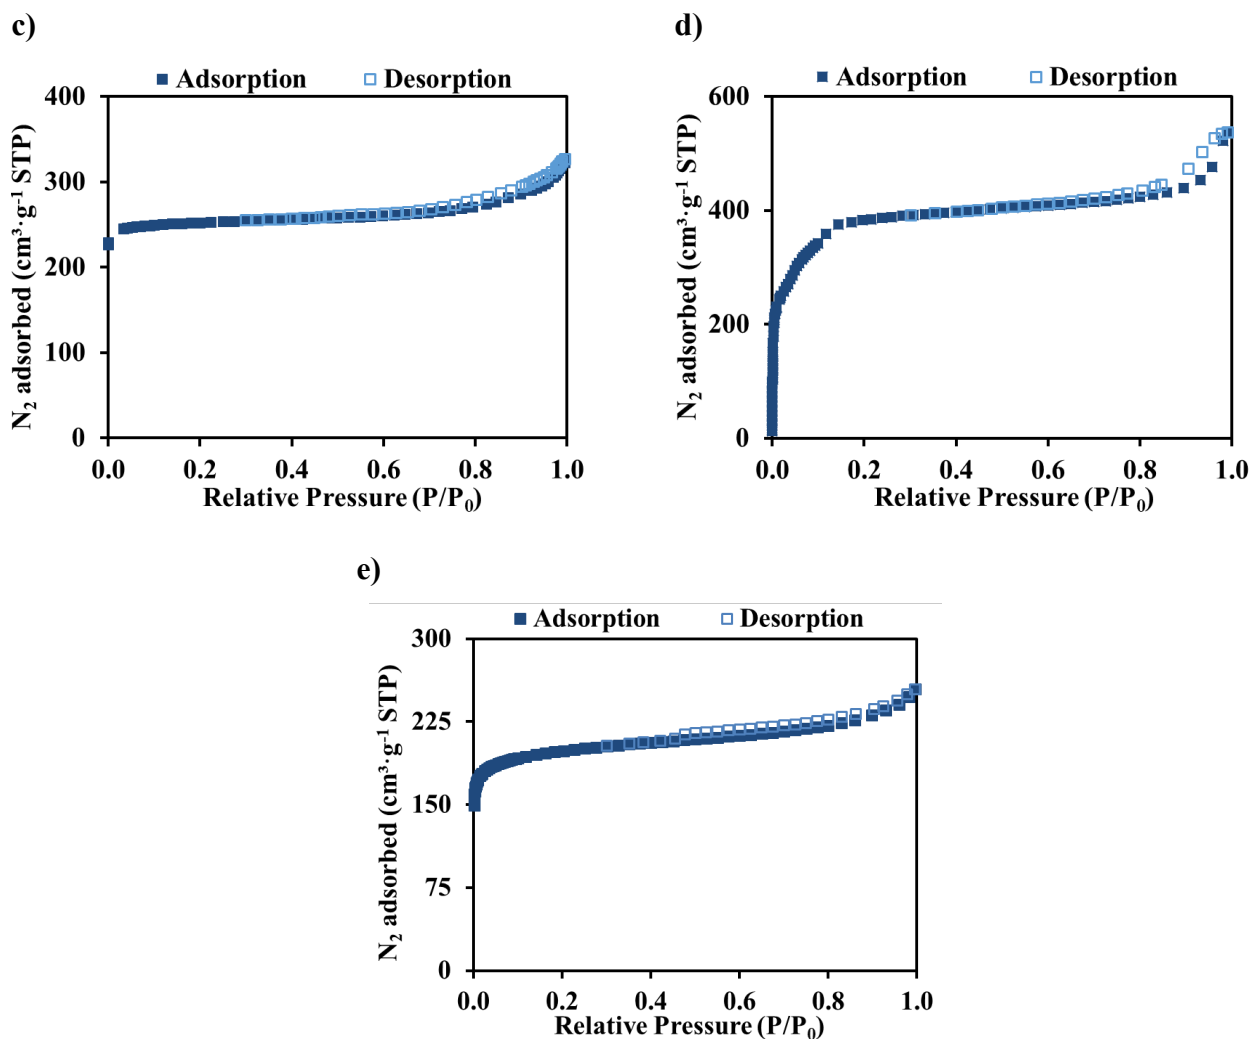 c)
Adsorption Desorption
N₂ adsorbed (cm³·g⁻¹ STP)
400
300
200
100
0
0.0 0.2 0.4 0.6 0.8 1.0
Relative Pressure (P/P₀)
d)
Adsorption Desorption
N₂ adsorbed (cm³·g⁻¹ STP)
600
400
200
0
0.0 0.2 0.4 0.6 0.8 1.0
Relative Pressure (P/P₀)
e)
Adsorption Desorption
N₂ adsorbed (cm³·g⁻¹ STP)
300
225
150
75
0
0.0 0.2 0.4 0.6 0.8 1.0
Relative Pressure (P/P₀)